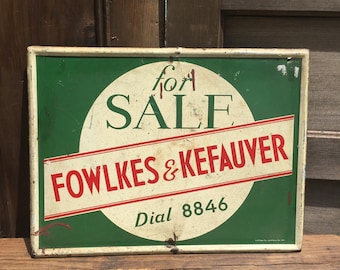 for
SALE
FOWLKES & KEFAUVER
Dial 8846